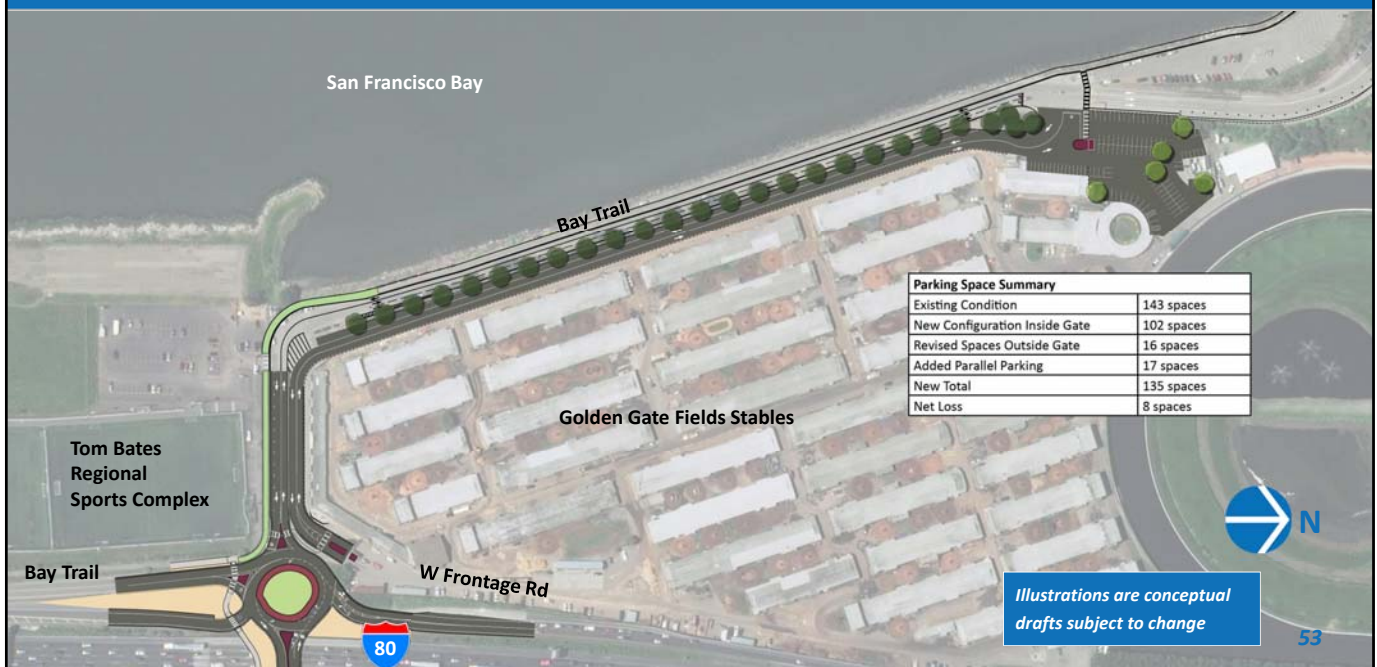 San Francisco Bay
Bay Trail
Parking Space Summary
Existing Condition 143 spaces
New Configuration Inside Gate 102 spaces
Revised Spaces Outside Gate 16 spaces
Added Parallel Parking 17 spaces
New Total 135 spaces
Net Loss 8 spaces
Golden Gate Fields Stables
Tom Bates
Regional
Sports Complex
N
Bay Trail
W Frontage Rd
80
Illustrations are conceptual
drafts subject to change
53